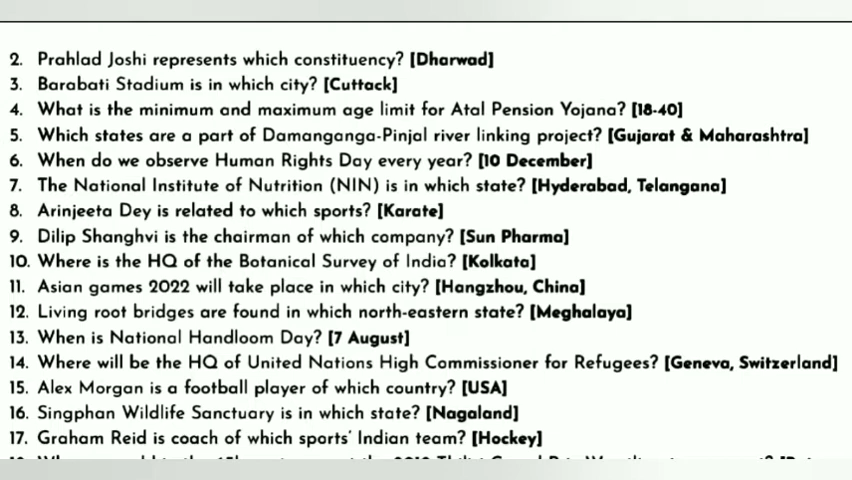 2. Prahlad Joshi represents which constituency? [Dharwad]
3. Barabati Stadium is in which city? [Cuttack]
4. What is the minimum and maximum age limit for Atal Pension Yojana? [18-40]
5. Which states are a part of Damanganga-Pinjal river linking project? [Gujarat & Maharashtra]
6. When do we observe Human Rights Day every year? [10 December]
7. The National Institute of Nutrition (NIN) is in which state? [Hyderabad, Telangana]
8. Arinjeeta Dey is related to which sports? [Karate]
9. Dilip Shanghvi is the chairman of which company? [Sun Pharma]
10. Where is the HQ of the Botanical Survey of India? [Kolkata]
11. Asian games 2022 will take place in which city? [Hangzhou, China]
12. Living root bridges are found in which north-eastern state? [Meghalaya]
13. When is National Handloom Day? [7 August]
14. Where will be the HQ of United Nations High Commissioner for Refugees? [Geneva, Switzerland]
15. Alex Morgan is a football player of which country? [USA]
16. Singphan Wildlife Sanctuary is in which state? [Nagaland]
17. Graham Reid is coach of which sports' Indian team? [Hockey]